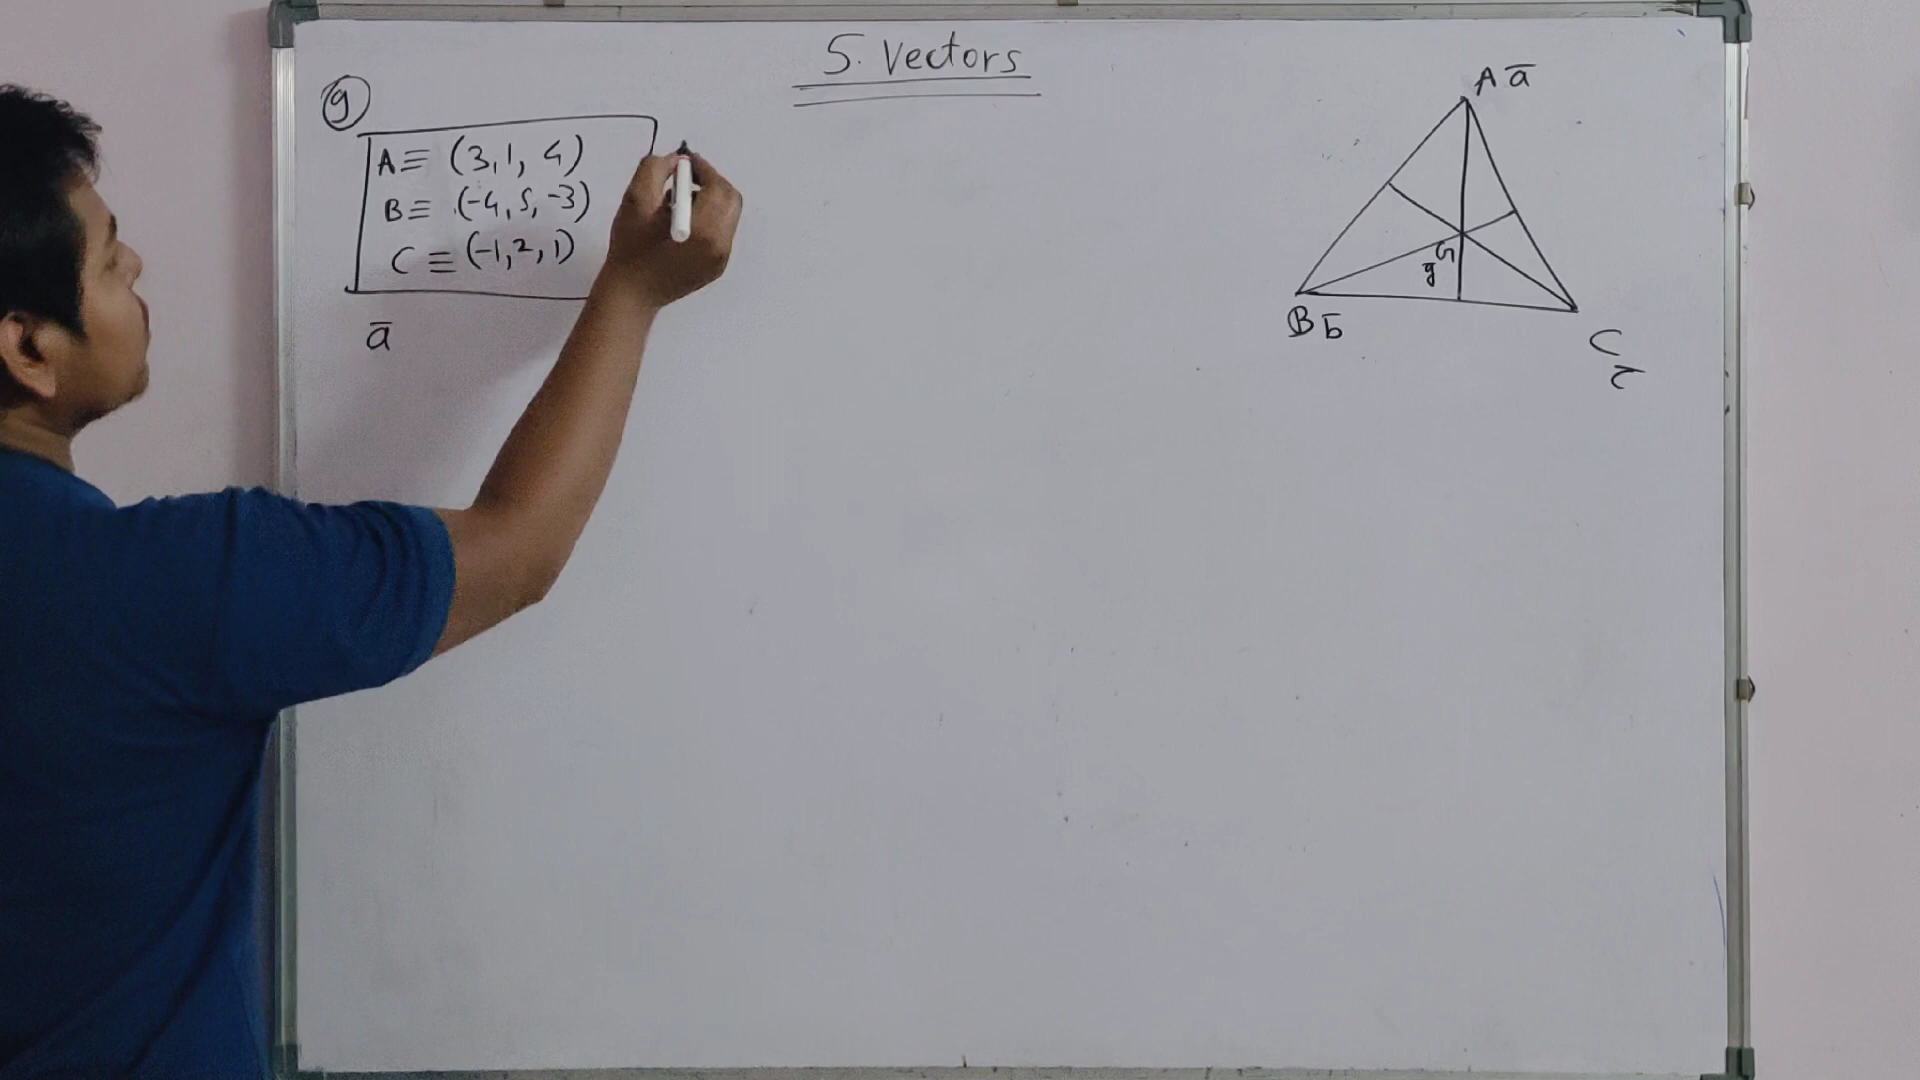 5. Vectors
9
A ≡ (3, 1, 4)
B ≡ (-4, 5, -3)
C ≡ (-1, 2, 1)
a̅
A a̅
G
g̅
B b̅
C
c̅